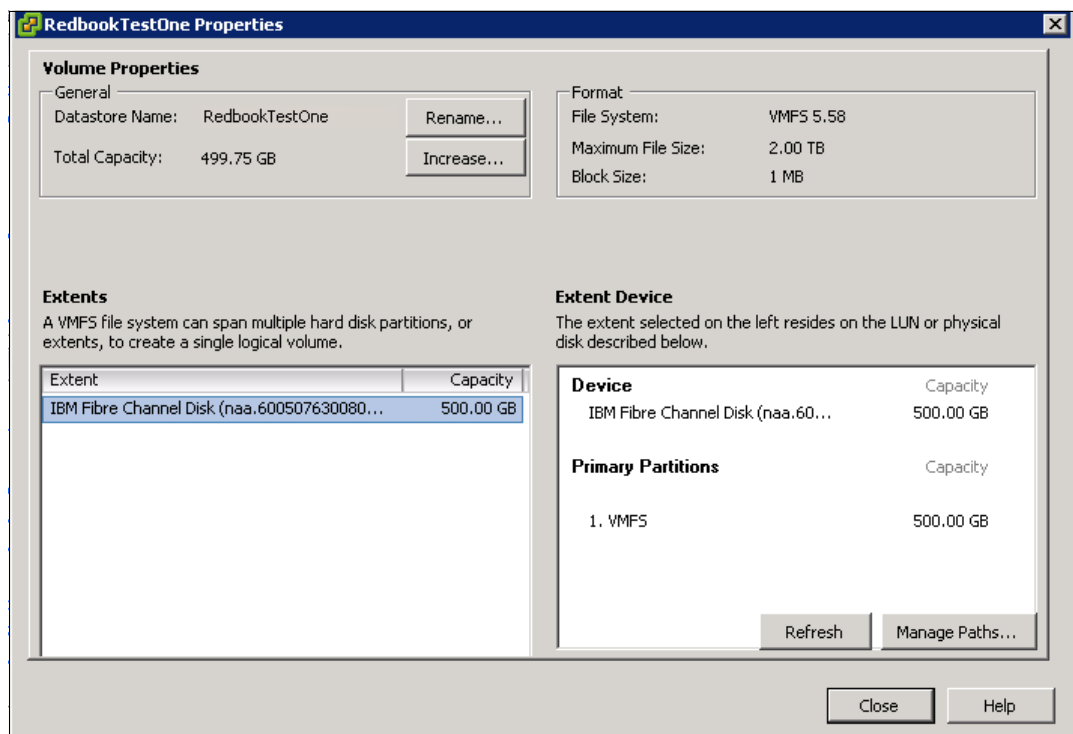 RedbookTestOne Properties
Volume Properties
General
Datastore Name: RedbookTestOne Rename...
Total Capacity: 499.75 GB Increase...
Format
File System: VMFS 5.58
Maximum File Size: 2.00 TB
Block Size: 1 MB
Extents
A VMFS file system can span multiple hard disk partitions, or
extents, to create a single logical volume.
Extent Capacity
IBM Fibre Channel Disk (naa.600507630080... 500.00 GB
Extent Device
The extent selected on the left resides on the LUN or physical
disk described below.
Device Capacity
IBM Fibre Channel Disk (naa.60... 500.00 GB
Primary Partitions Capacity
1. VMFS 500.00 GB
Refresh Manage Paths...
Close Help